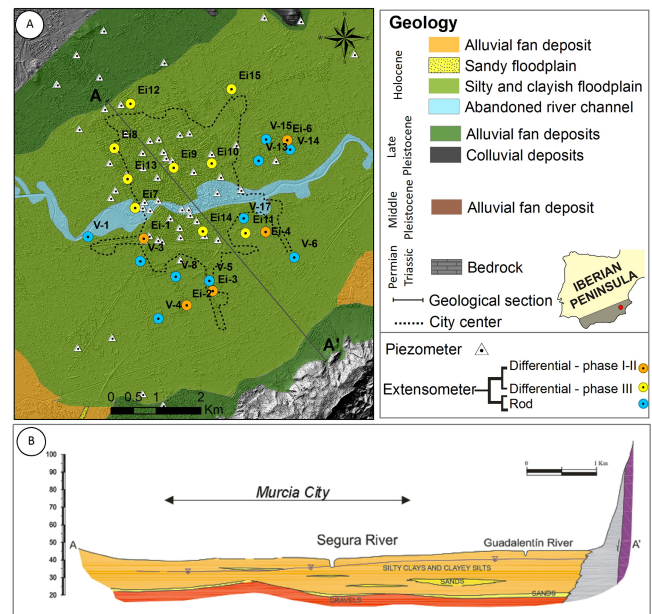 A
N
E
S
W
A
Ei12
Ei15
V-15
Ei-6
Ei8
V-14
V-13
Ei9
Ei10
Ei13
Ei7
V-17
V-1
Ei-1
Ei14
Ei11
V-3
Ei-4
V-6
V-8
V-5
Ei-3
Ei-2
V-4
A'
0 0.5 1 2
Km
Geology
Holocene
Alluvial fan deposit
Sandy floodplain
Silty and clayish floodplain
Abandoned river channel
Late
Pleistocene
Alluvial fan deposits
Colluvial deposits
Middle
Pleistocene
Alluvial fan deposit
Permian
Triassic
Bedrock
IBERIAN
PENINSULA
Geological section
City center
Piezometer
Extensometer
Differential - phase I-II
Differential - phase III
Rod
B
100
90
80
70
60
50
40
30
20
0 1 Km
Murcia City
A
Segura River
Guadalentín River
A'
SILTY CLAYS AND CLAYEY SILTS
SANDS
SANDS
GRAVELS